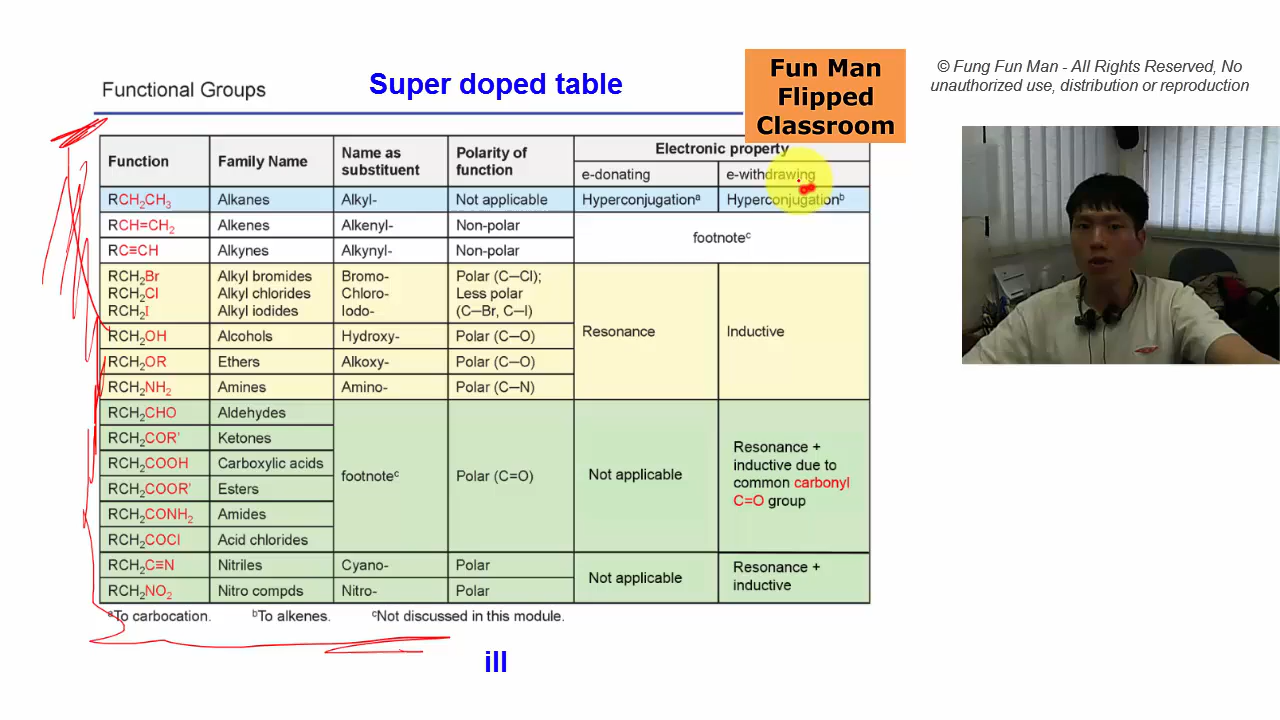 Functional Groups
Super doped table
Fun Man
Flipped
Classroom
© Fung Fun Man - All Rights Reserved, No
unauthorized use, distribution or reproduction
Function Family Name Name as substituent Polarity of function Electronic property
e-donating e-withdrawing
RCH₂CH₃ Alkanes Alkyl- Not applicable Hyperconjugationᵃ Hyperconjugationᵇ
RCH=CH₂ Alkenes Alkenyl- Non-polar footnoteᶜ
RC≡CH Alkynes Alkynyl- Non-polar
RCH₂Br Alkyl bromides Bromo- Polar (C─Cl);
RCH₂Cl Alkyl chlorides Chloro- Less polar
RCH₂I Alkyl iodides Iodo- (C─Br, C─I)
Resonance Inductive
RCH₂OH Alcohols Hydroxy- Polar (C─O)
RCH₂OR Ethers Alkoxy- Polar (C─O)
RCH₂NH₂ Amines Amino- Polar (C─N)
RCH₂CHO Aldehydes
RCH₂COR' Ketones
RCH₂COOH Carboxylic acids
RCH₂COOR' Esters
RCH₂CONH₂ Amides
RCH₂COCl Acid chlorides
footnoteᶜ Polar (C=O) Not applicable
Resonance +
inductive due to
common carbonyl
C=O group
RCH₂C≡N Nitriles Cyano- Polar
RCH₂NO₂ Nitro compds Nitro- Polar
Not applicable
Resonance +
inductive
ᵃTo carbocation. ᵇTo alkenes. ᶜNot discussed in this module.
ill